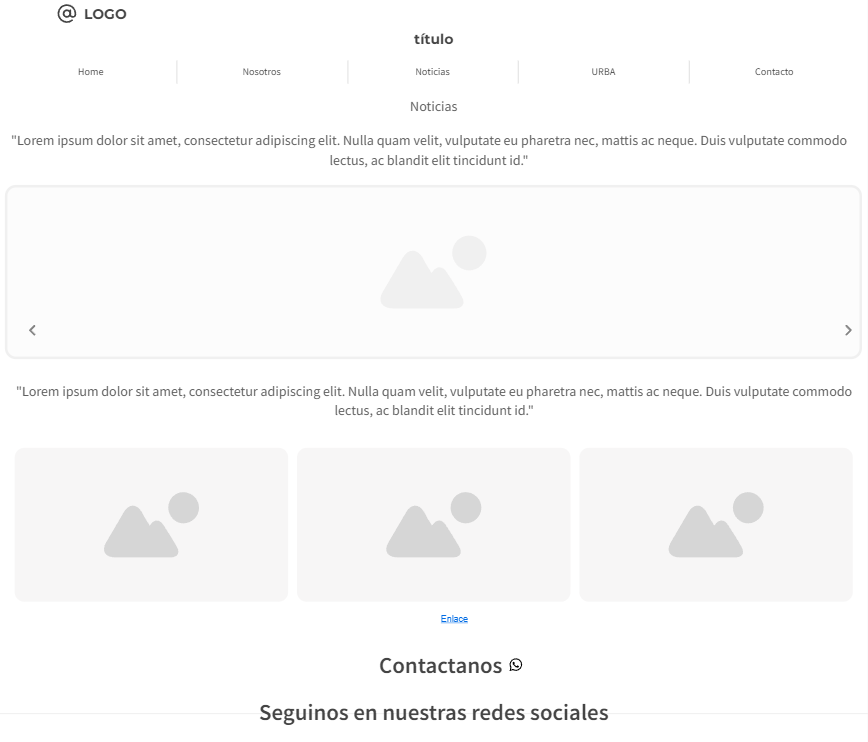 @ LOGO
título
Home Nosotros Noticias URBA Contacto
Noticias
"Lorem ipsum dolor sit amet, consectetur adipiscing elit. Nulla quam velit, vulputate eu pharetra nec, mattis ac neque. Duis vulputate commodo
lectus, ac blandit elit tincidunt id."
"Lorem ipsum dolor sit amet, consectetur adipiscing elit. Nulla quam velit, vulputate eu pharetra nec, mattis ac neque. Duis vulputate commodo
lectus, ac blandit elit tincidunt id."
Enlace
Contactanos
Seguinos en nuestras redes sociales